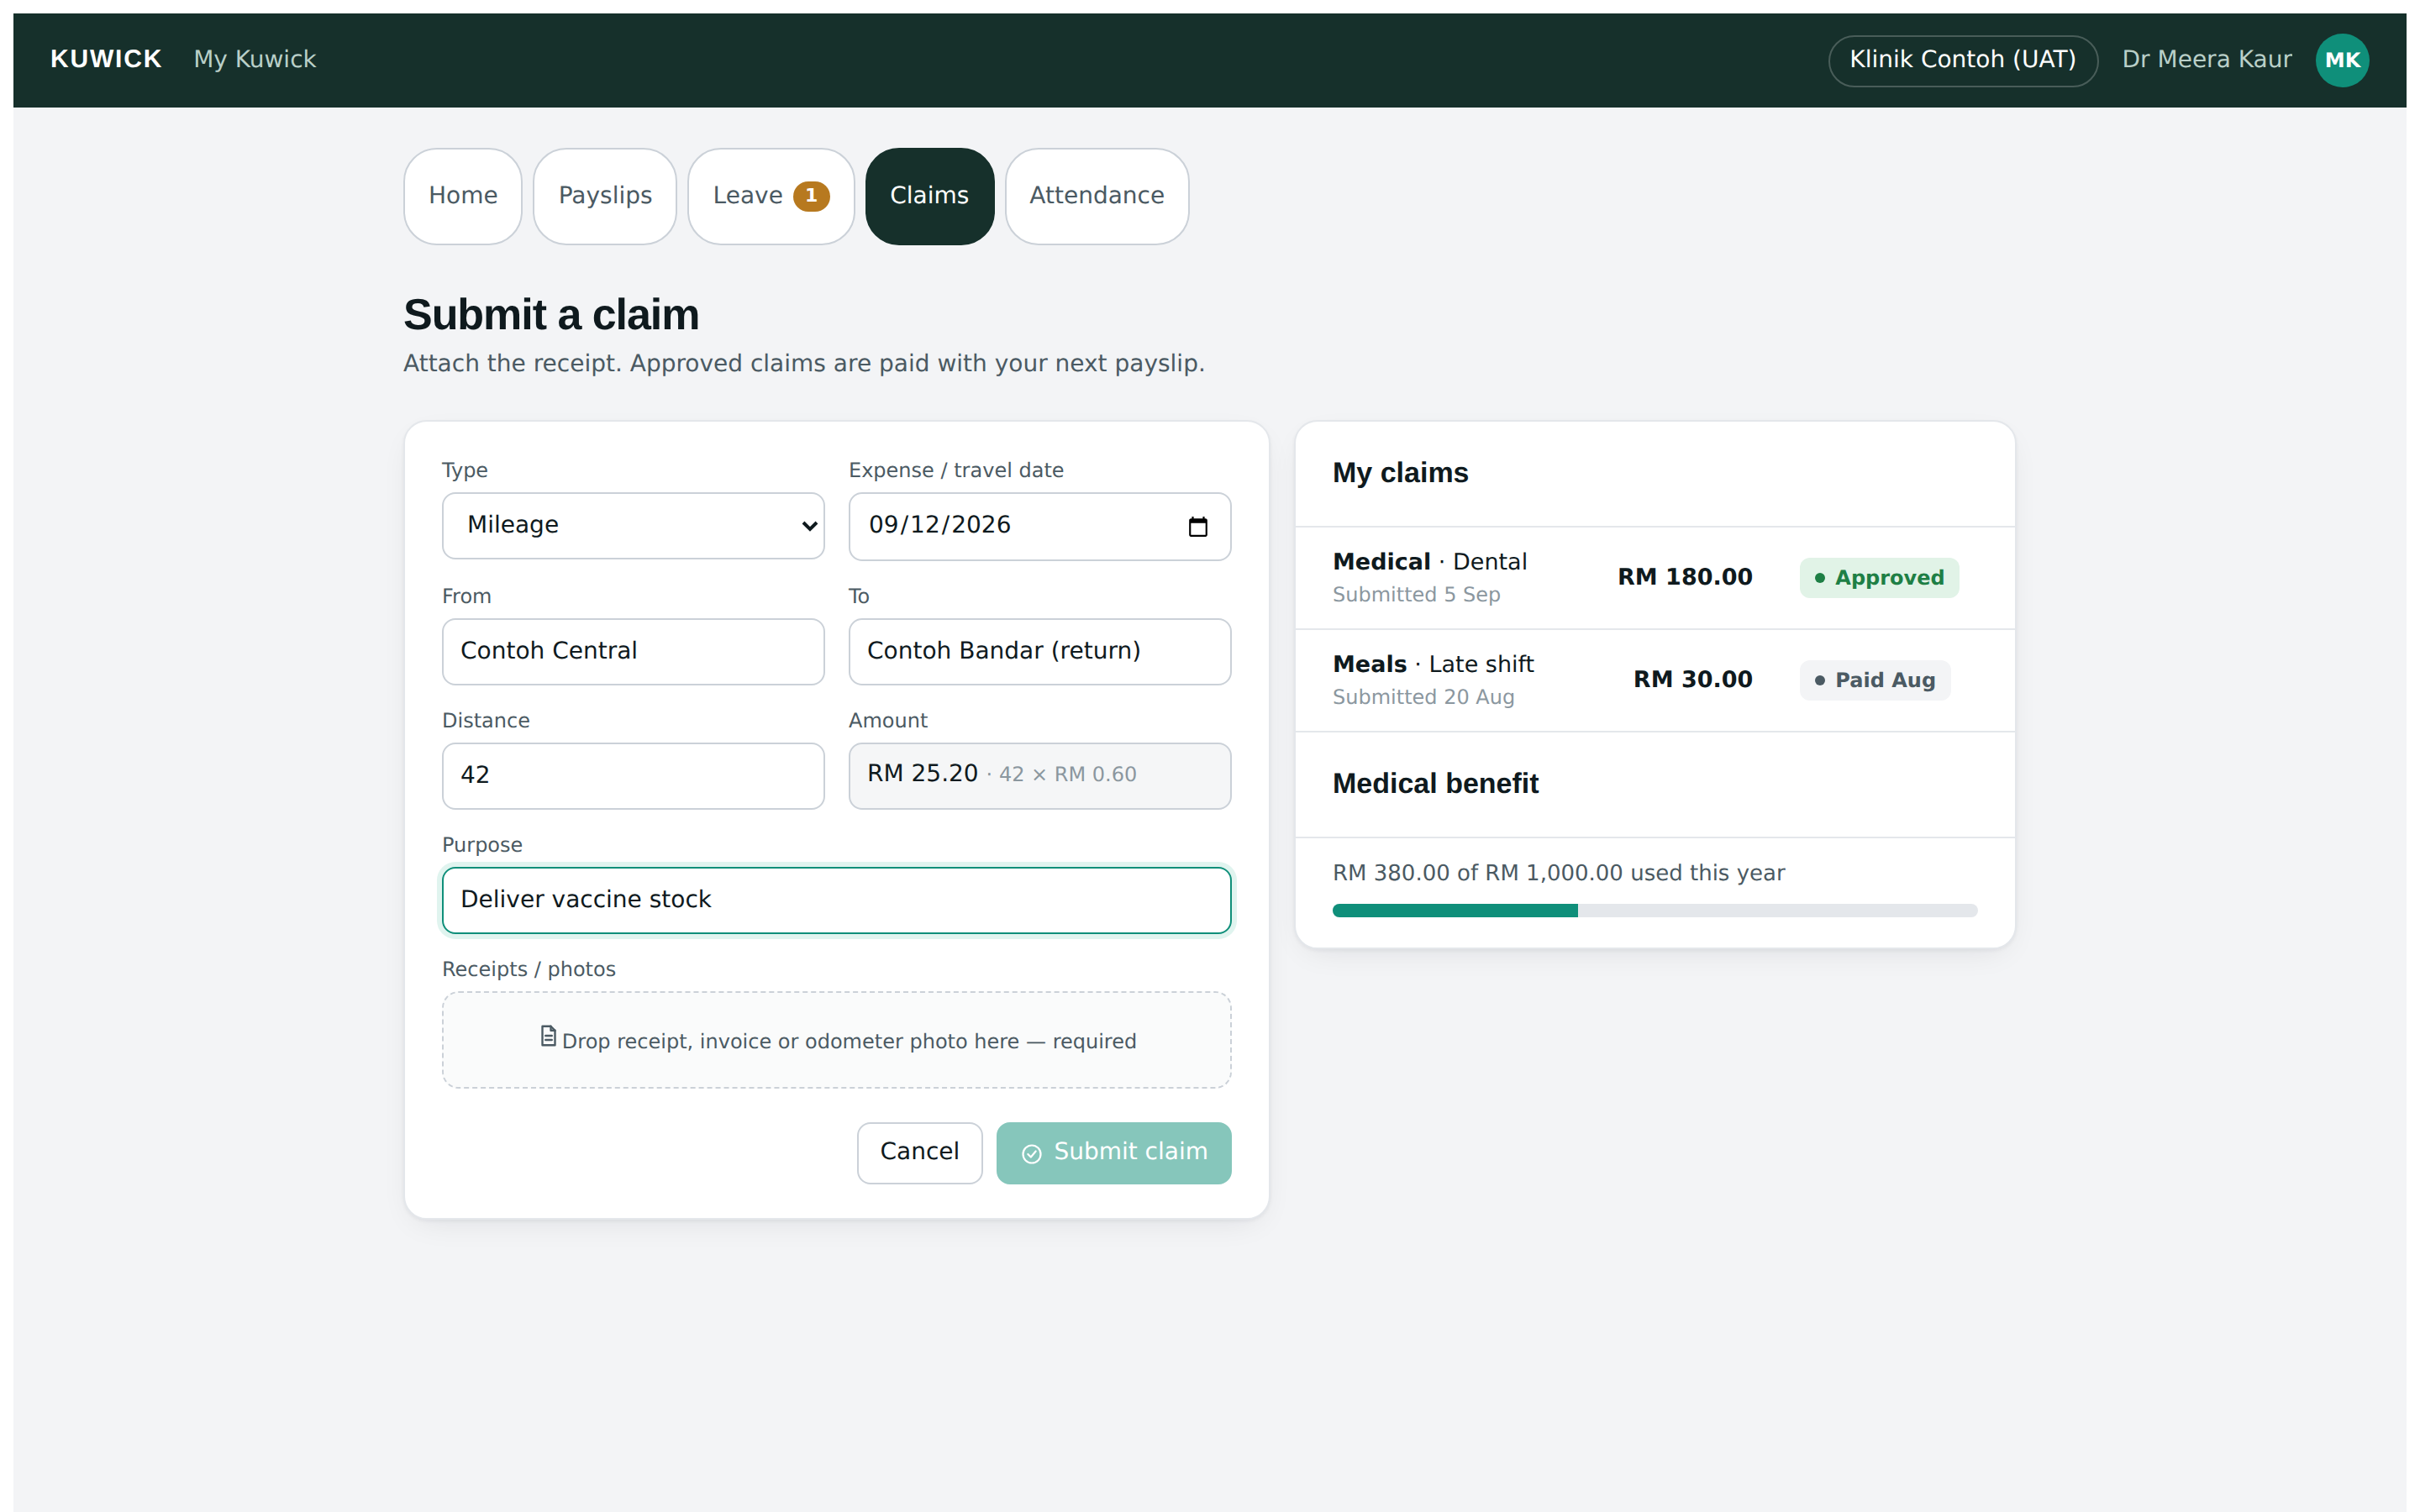 KUWICK My Kuwick Klinik Contoh (UAT) Dr Meera Kaur MK
Home Payslips Leave 1 Claims Attendance
Submit a claim
Attach the receipt. Approved claims are paid with your next payslip.
Type Expense / travel date
Mileage 09/12/2026
From To
Contoh Central Contoh Bandar (return)
Distance Amount
42 RM 25.20 · 42 × RM 0.60
Purpose
Deliver vaccine stock
Receipts / photos
Drop receipt, invoice or odometer photo here — required
Cancel Submit claim
My claims
Medical · Dental RM 180.00 Approved
Submitted 5 Sep
Meals · Late shift RM 30.00 Paid Aug
Submitted 20 Aug
Medical benefit
RM 380.00 of RM 1,000.00 used this year